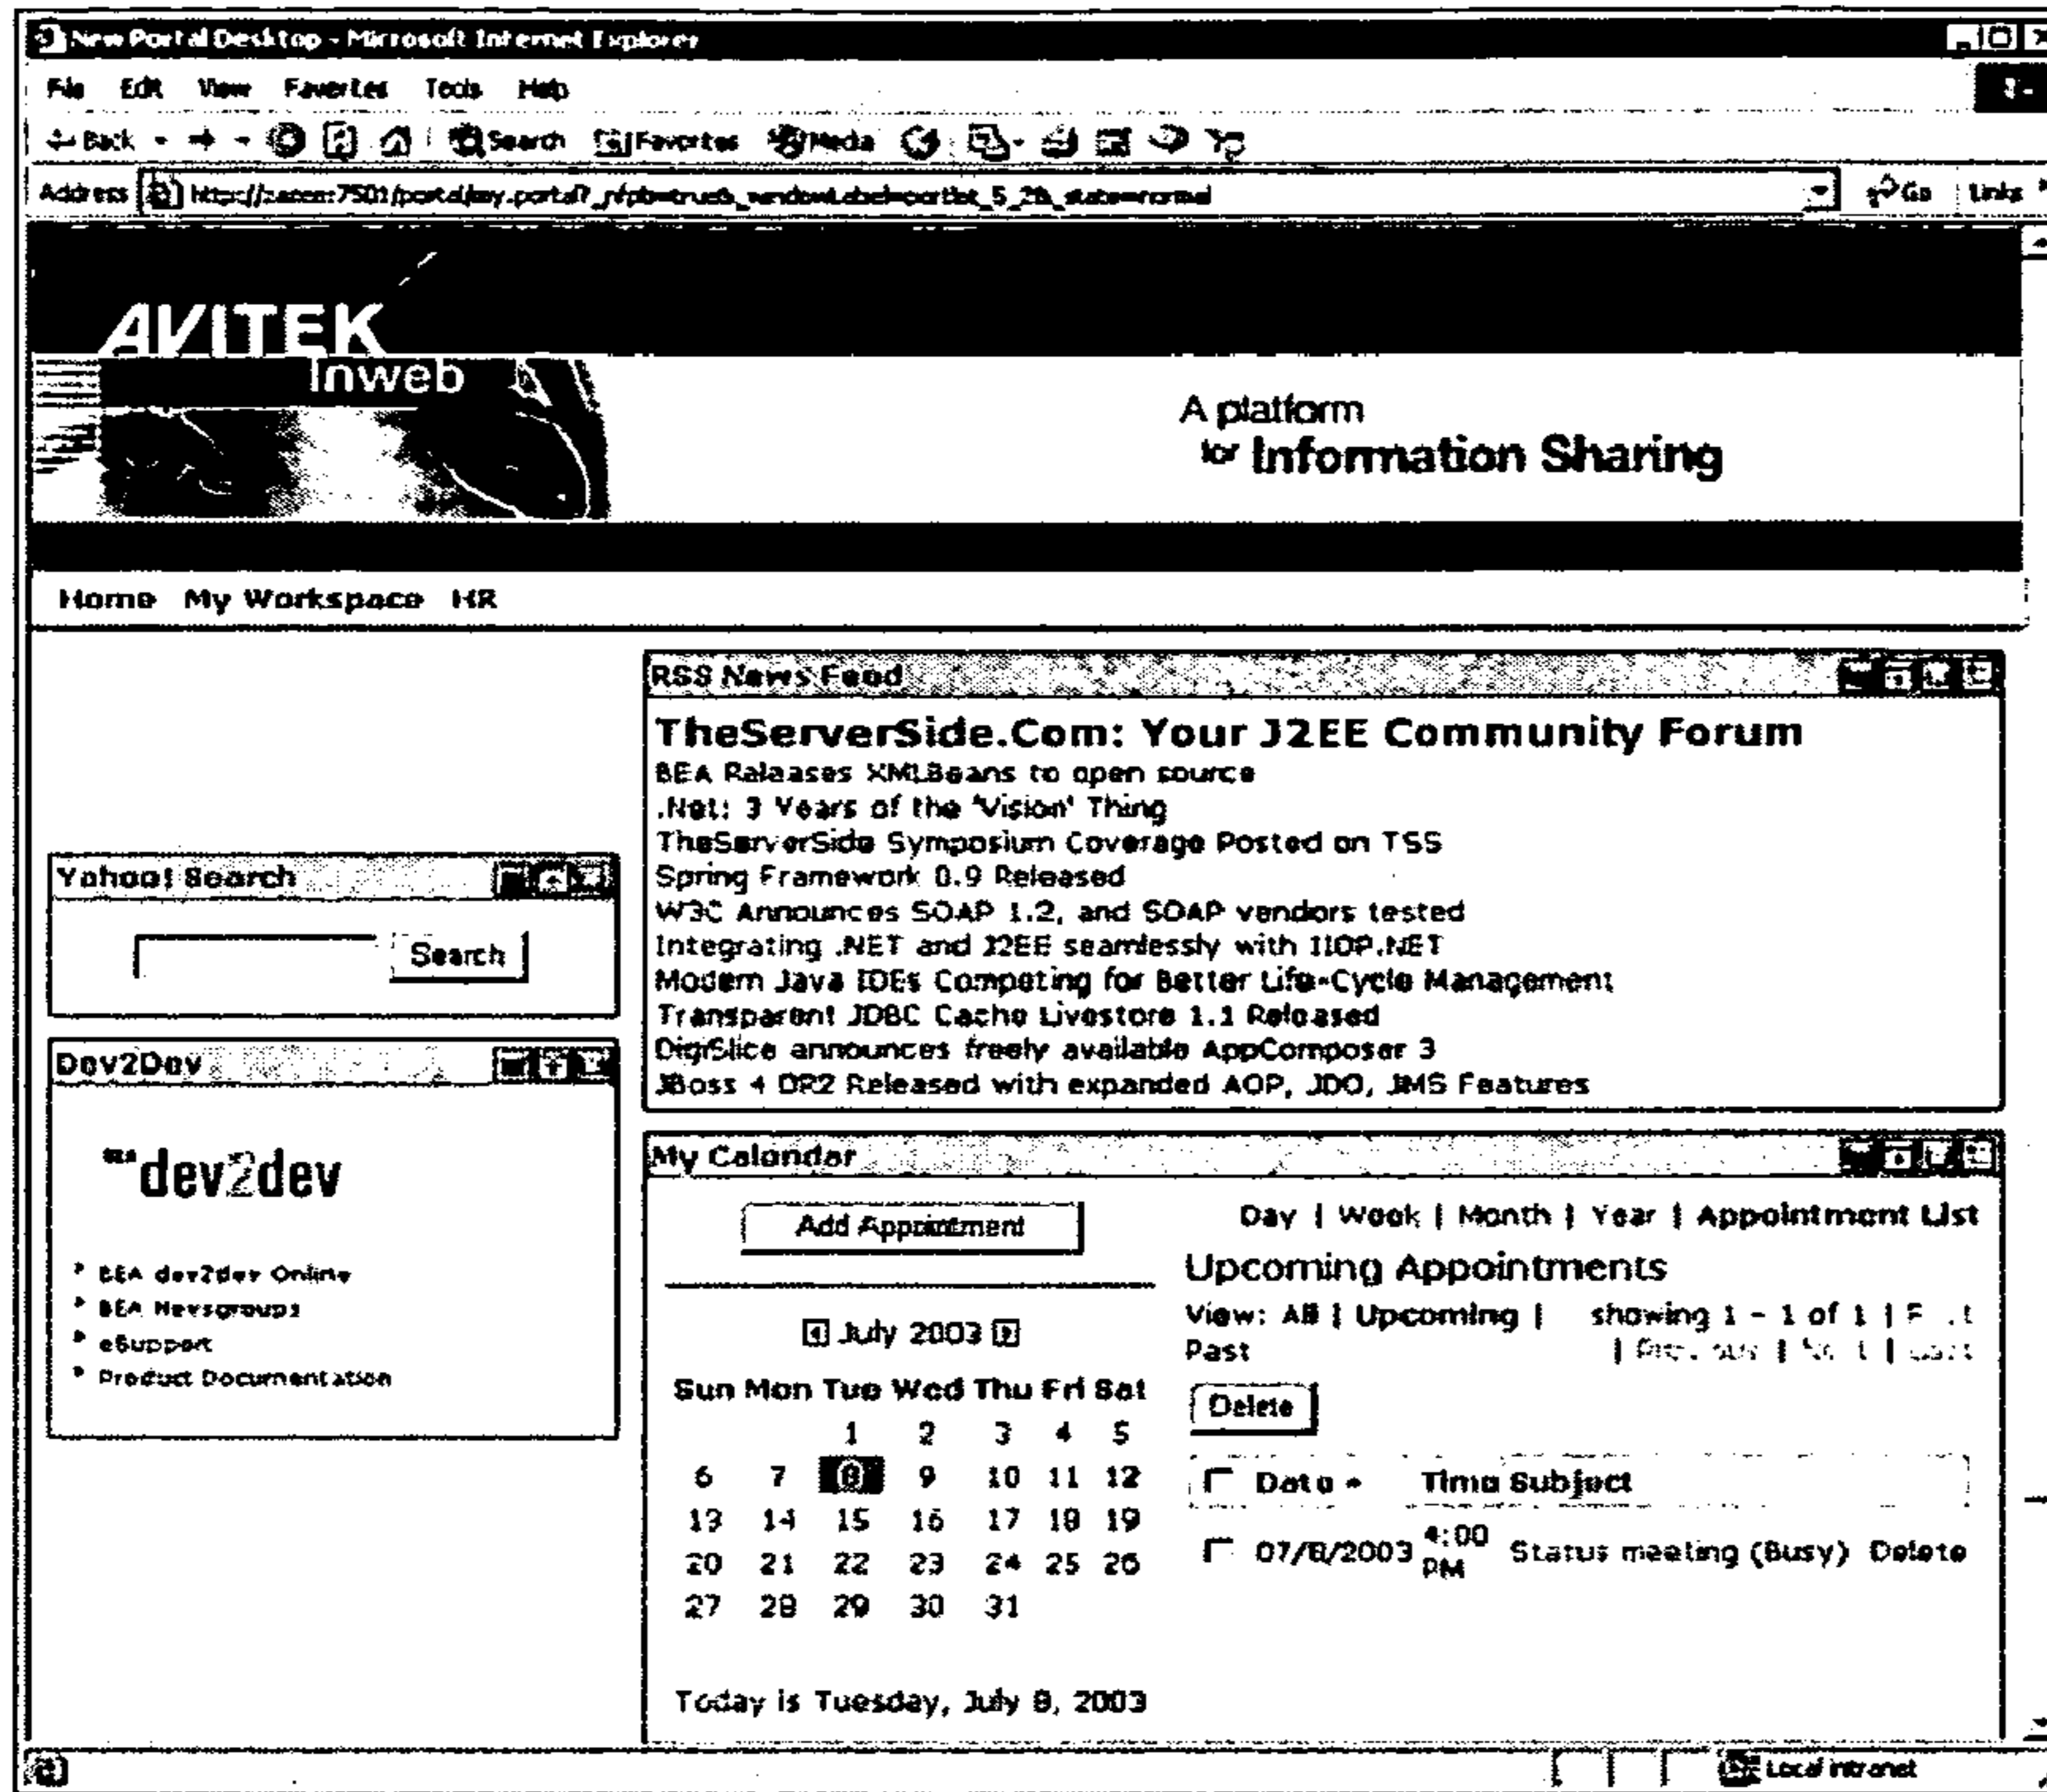 New Portal Desktop - Microsoft Internet Explorer
File Edit View Favorites Tools Help
Back Search Favorites Media
Address Go Links
AVITEK
Inweb
A platform
for Information Sharing
Home My Workspace HR
RSS News Feed
TheServerSide.Com: Your J2EE Community Forum
BEA Releases XMLBeans to open source
.Net: 3 Years of the 'Vision' Thing
TheServerSide Symposium Coverage Posted on TSS
Spring Framework 0.9 Released
W3C Announces SOAP 1.2, and SOAP vendors tested
Integrating .NET and J2EE seamlessly with IIOP.NET
Modern Java IDEs Competing for Better Life-Cycle Management
Transparent JDBC Cache Livestore 1.1 Released
DigiSlice announces freely available AppComposer 3
JBoss 4 DR2 Released with expanded AOP, JDO, JMS Features
Yahoo! Search
Search
Dev2Dev
bea dev2dev
BEA dev2dev Online
BEA Newsgroups
eSupport
Product Documentation
My Calendar
Add Appointment
July 2003
Sun Mon Tue Wed Thu Fri Sat
1 2 3 4 5
6 7 8 9 10 11 12
13 14 15 16 17 18 19
20 21 22 23 24 25 26
27 28 29 30 31
Today is Tuesday, July 8, 2003
Day | Week | Month | Year | Appointment List
Upcoming Appointments
View: All | Upcoming | showing 1 - 1 of 1 |
Past | Previous | Next | Last
Delete
Date Time Subject
07/8/2003 4:00 PM Status meeting (Busy) Delete
Local intranet